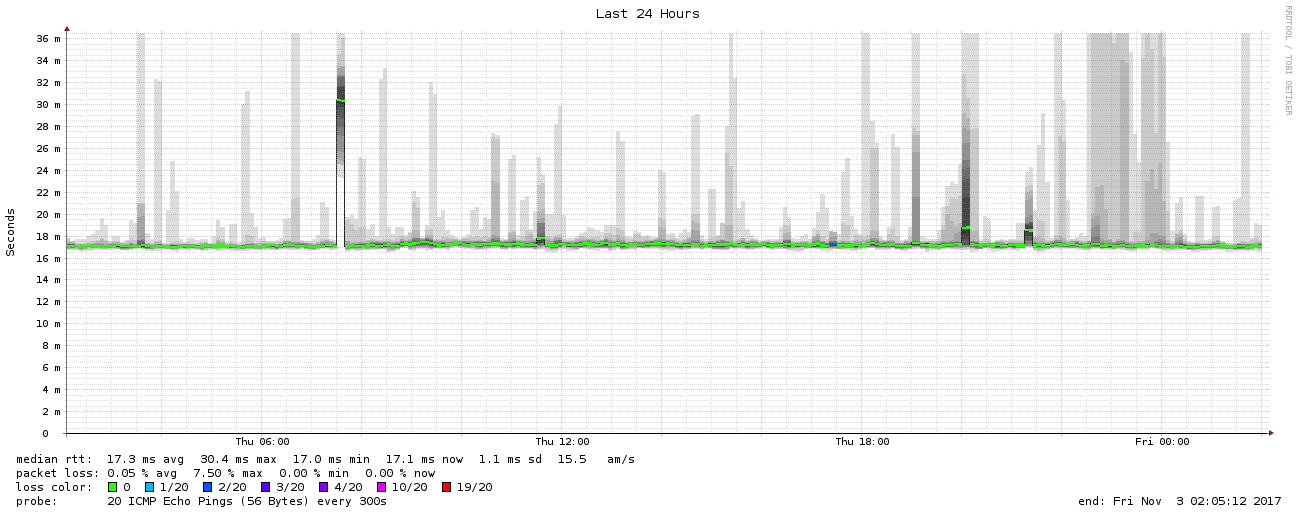 Last 24 Hours
RRDTOOL / TOBI OETIKER
Seconds
36 m
34 m
32 m
30 m
28 m
26 m
24 m
22 m
20 m
18 m
16 m
14 m
12 m
10 m
8 m
6 m
4 m
2 m
0
Thu 06:00 Thu 12:00 Thu 18:00 Fri 00:00
median rtt: 17.3 ms avg 30.4 ms max 17.0 ms min 17.1 ms now 1.1 ms sd 15.5 am/s
packet loss: 0.05 % avg 7.50 % max 0.00 % min 0.00 % now
loss color: 0 1/20 2/20 3/20 4/20 10/20 19/20
probe: 20 ICMP Echo Pings (56 Bytes) every 300s end: Fri Nov 3 02:05:12 2017